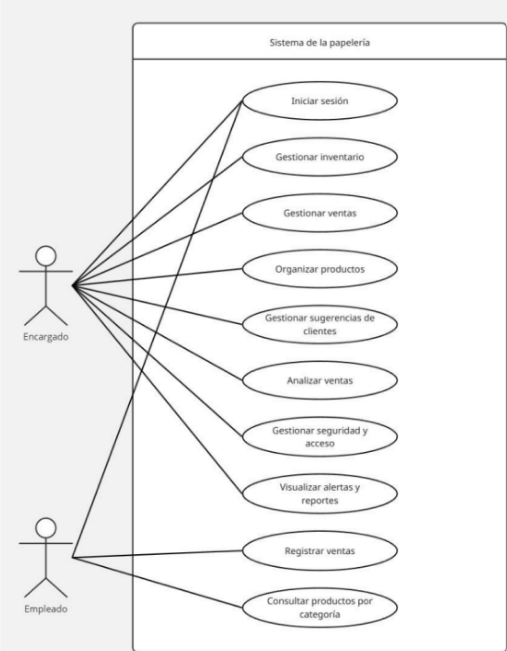 Sistema de la papelería
Iniciar sesión
Gestionar inventario
Gestionar ventas
Organizar productos
Encargado
Gestionar sugerencias de
clientes
Analizar ventas
Gestionar seguridad y
acceso
Visualizar alertas y
reportes
Registrar ventas
Empleado
Consultar productos por
categoría